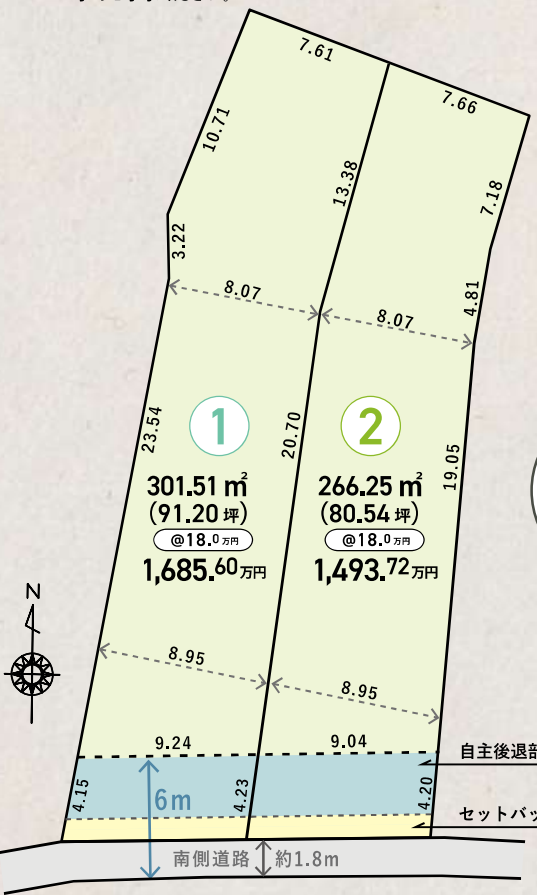 7.61
7.66
10.71
13.38
7.18
3.22
8.07
8.07
4.81
23.54
20.70
19.05
1
301.51 ㎡
(91.20 坪)
@18.0万円
1,685.60万円
2
266.25 ㎡
(80.54 坪)
@18.0万円
1,493.72万円
N
8.95
8.95
9.24
9.04
自主後退部
4.15
6m
4.23
4.20
セットバッ
南側道路
約1.8m